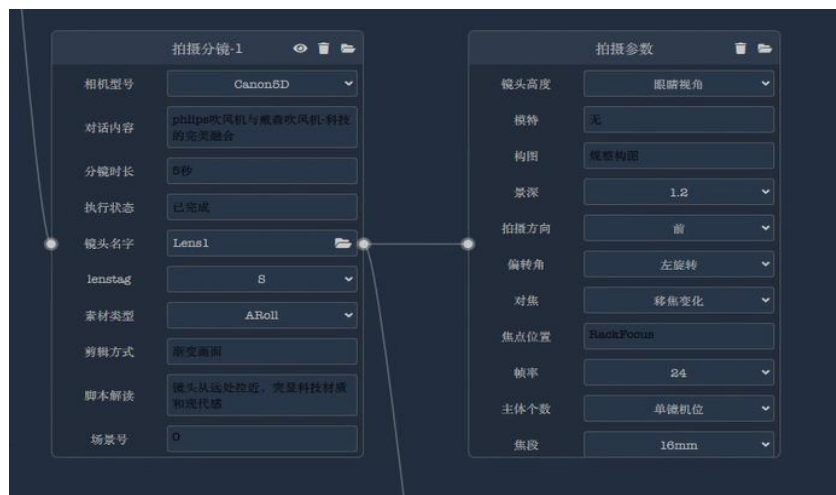 拍摄分镜-1
相机型号 Canon5D
对话内容 phlips吹风机与戴森吹风机-科技
的完美融合
分镜时长 5秒
执行状态 已完成
镜头名字 Lens1
lenstag S
素材类型 ARoll
剪辑方式 渐变画面
脚本解读 镜头从远处拉近、突显科技材质
和现代感
场景号 0
拍摄参数
镜头高度 眼睛视角
模特 无
构图 规整构图
景深 1.2
拍摄方向 前
偏转角 左旋转
对焦 移焦变化
焦点位置 RackFocus
帧率 24
主体个数 单镜机位
焦段 16mm